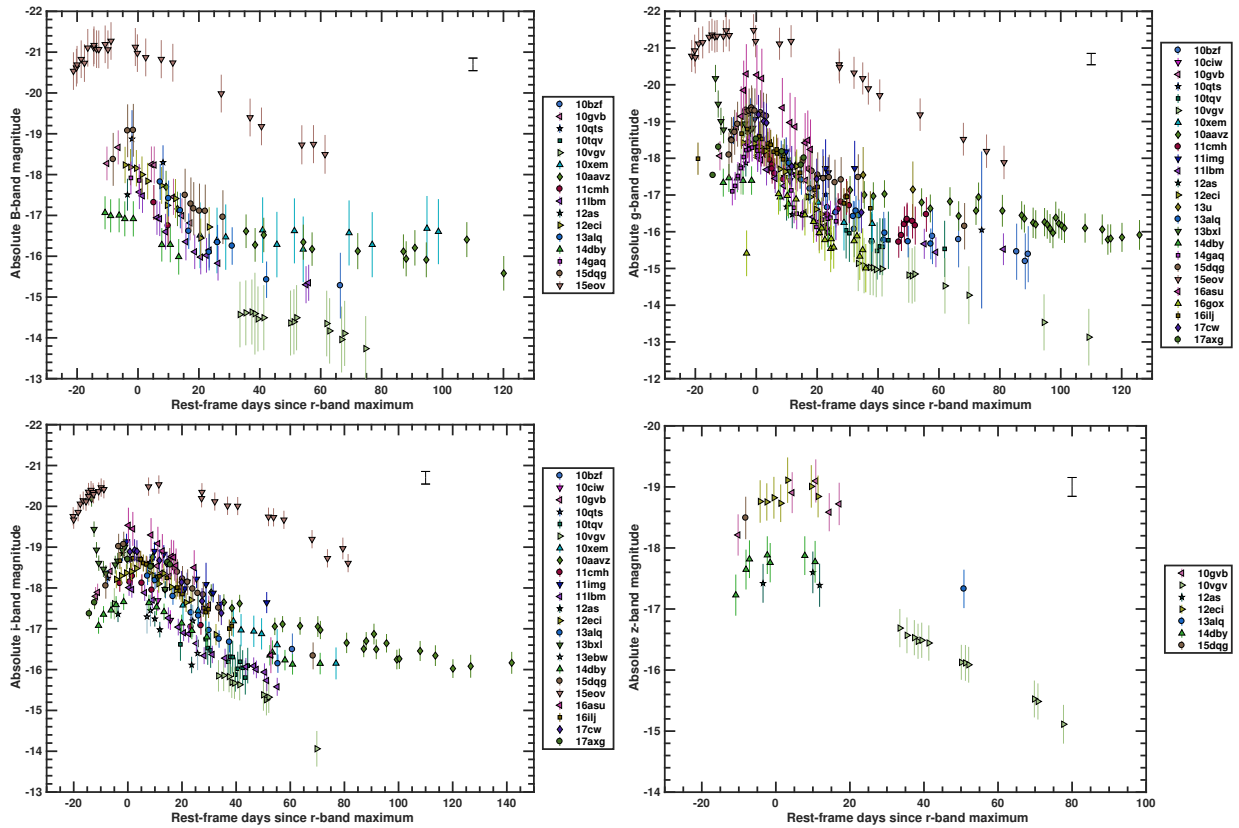 -22
-21
-20
-19
-18
-17
-16
-15
-14
-13
Absolute B-band magnitude
-20 0 20 40 60 80 100 120
Rest-frame days since r-band maximum
10bzf
10gvb
10qts
10tqv
10vgv
10xem
10aavz
11cmh
11lbm
12as
12eci
13alq
14dby
14gaq
15dqg
15eov
-22
-21
-20
-19
-18
-17
-16
-15
-14
-13
-12
Absolute g-band magnitude
-20 0 20 40 60 80 100 120
Rest-frame days since r-band maximum
10bzf
10ciw
10gvb
10qts
10tqv
10vgv
10xem
10aavz
11cmh
11img
11lbm
12as
12eci
13u
13alq
13bxl
14dby
14gaq
15dqg
15eov
16asu
16gox
16ilj
17cw
17axg
-22
-21
-20
-19
-18
-17
-16
-15
-14
-13
Absolute i-band magnitude
-20 0 20 40 60 80 100 120 140
Rest-frame days since r-band maximum
10bzf
10ciw
10gvb
10qts
10tqv
10vgv
10xem
10aavz
11cmh
11img
11lbm
12as
12eci
13alq
13bxl
13ebw
14dby
15dqg
15eov
16asu
16ilj
17cw
17axg
-20
-19
-18
-17
-16
-15
-14
Absolute z-band magnitude
-20 0 20 40 60 80 100
Rest-frame days since r-band maximum
10gvb
10vgv
12as
12eci
13alq
14dby
15dqg